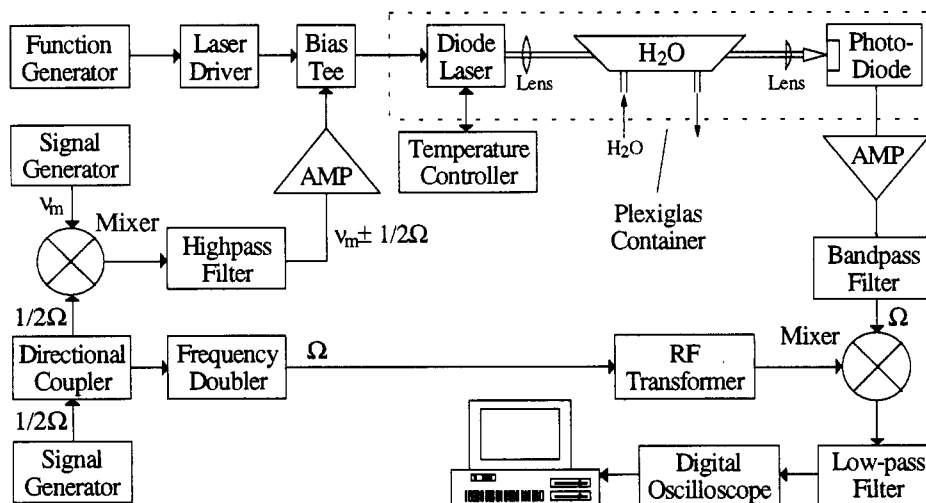 Function
Generator
Laser
Driver
Bias
Tee
Diode
Laser
Lens
H₂O
Lens
Photo-
Diode
Signal
Generator
νm
Mixer
Highpass
Filter
AMP
νm± 1/2Ω
Temperature
Controller
H₂O
Plexiglas
Container
AMP
Bandpass
Filter
Ω
Mixer
1/2Ω
Directional
Coupler
Frequency
Doubler
Ω
RF
Transformer
1/2Ω
Signal
Generator
Digital
Oscilloscope
Low-pass
Filter